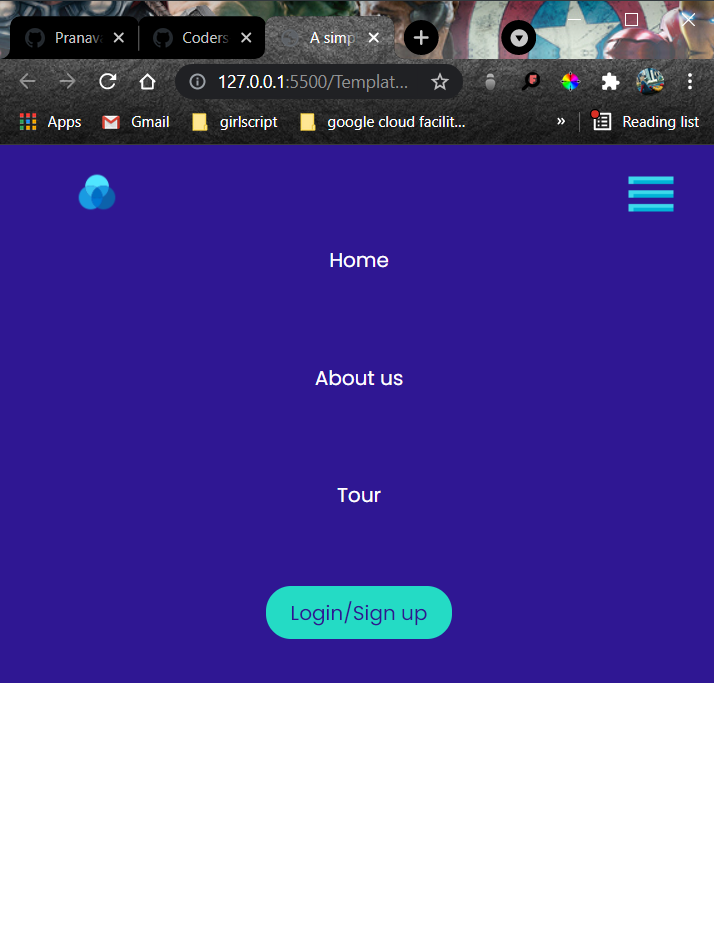 Pranav
Coders
A simp
127.0.0.1:5500/Templat...
Apps
Gmail
girlscript
google cloud facilit...
»
Reading list
Home
About us
Tour
Login/Sign up